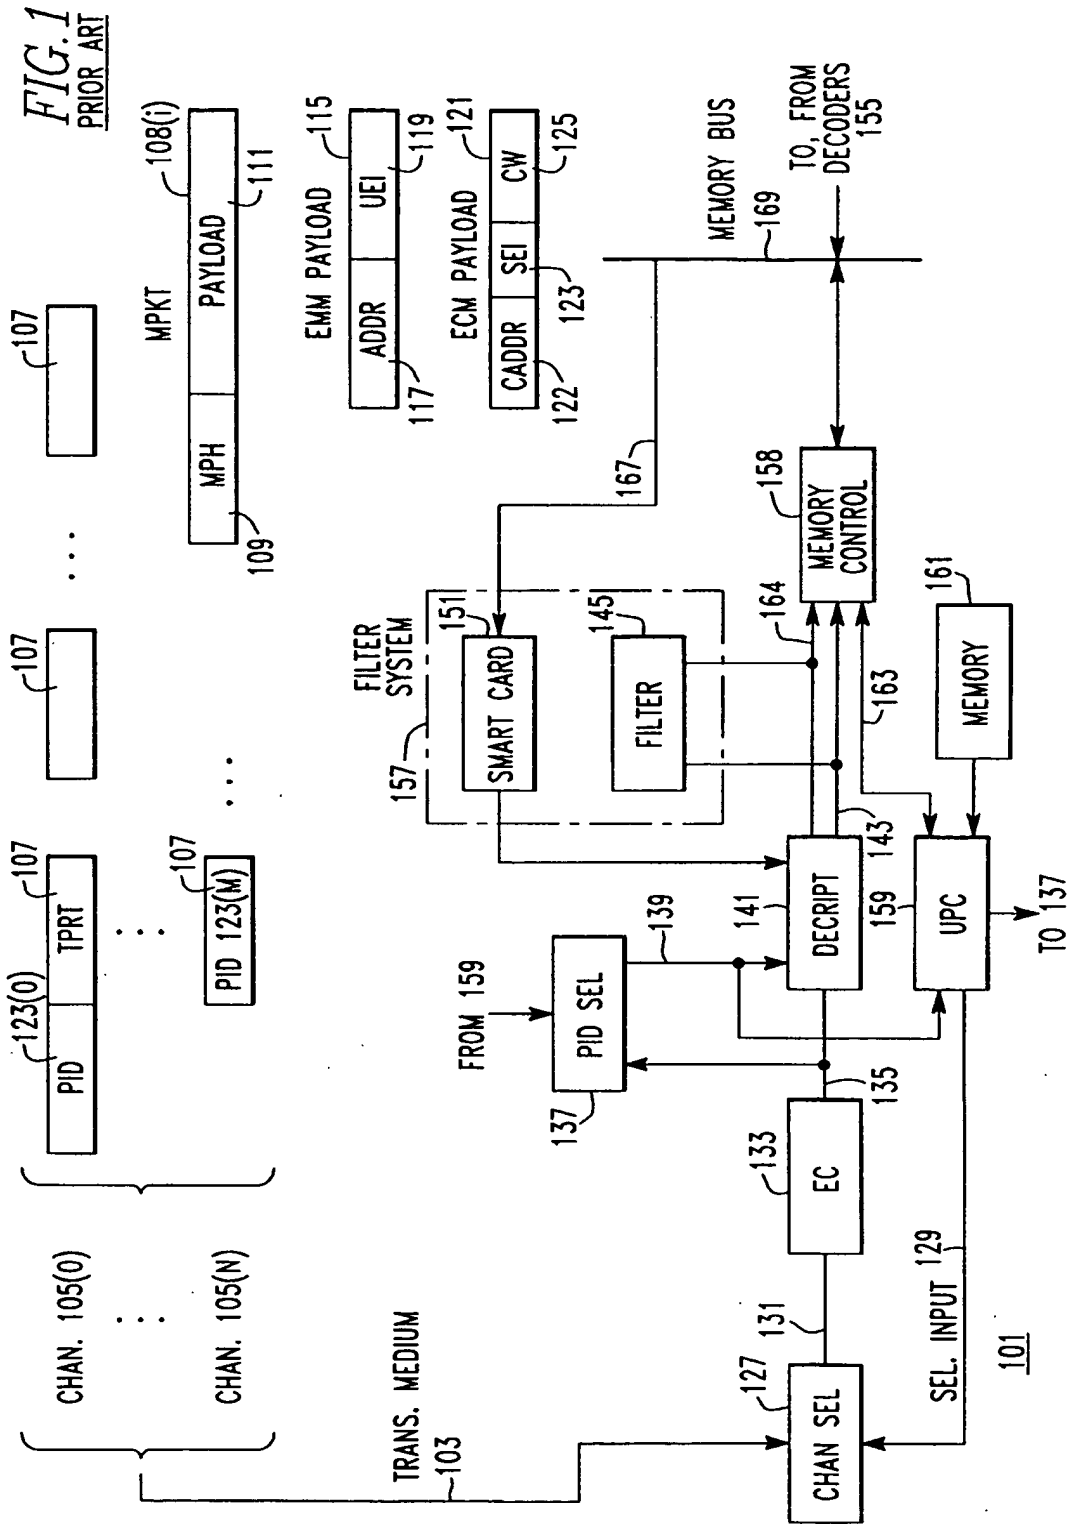 FIG. 1
PRIOR ART
CHAN. 105(0)
CHAN. 105(N)
PID
123(0)
TPRT
107
107
107
PID 123(M)
107
MPKT
108(i)
MPH
PAYLOAD
109
111
EMM PAYLOAD
115
ADDR
UEI
117
119
ECM PAYLOAD
121
CADDR
SEI
CW
122
123
125
TRANS. MEDIUM
103
FILTER
SYSTEM
157
SMART CARD
151
FILTER
145
167
MEMORY BUS
169
TO, FROM
DECODERS
155
FROM 159
PID SEL
137
139
CHAN SEL
127
131
EC
133
135
DECRIPT
141
143
164
163
MEMORY
CONTROL
158
SEL. INPUT
129
UPC
159
TO 137
MEMORY
161
101